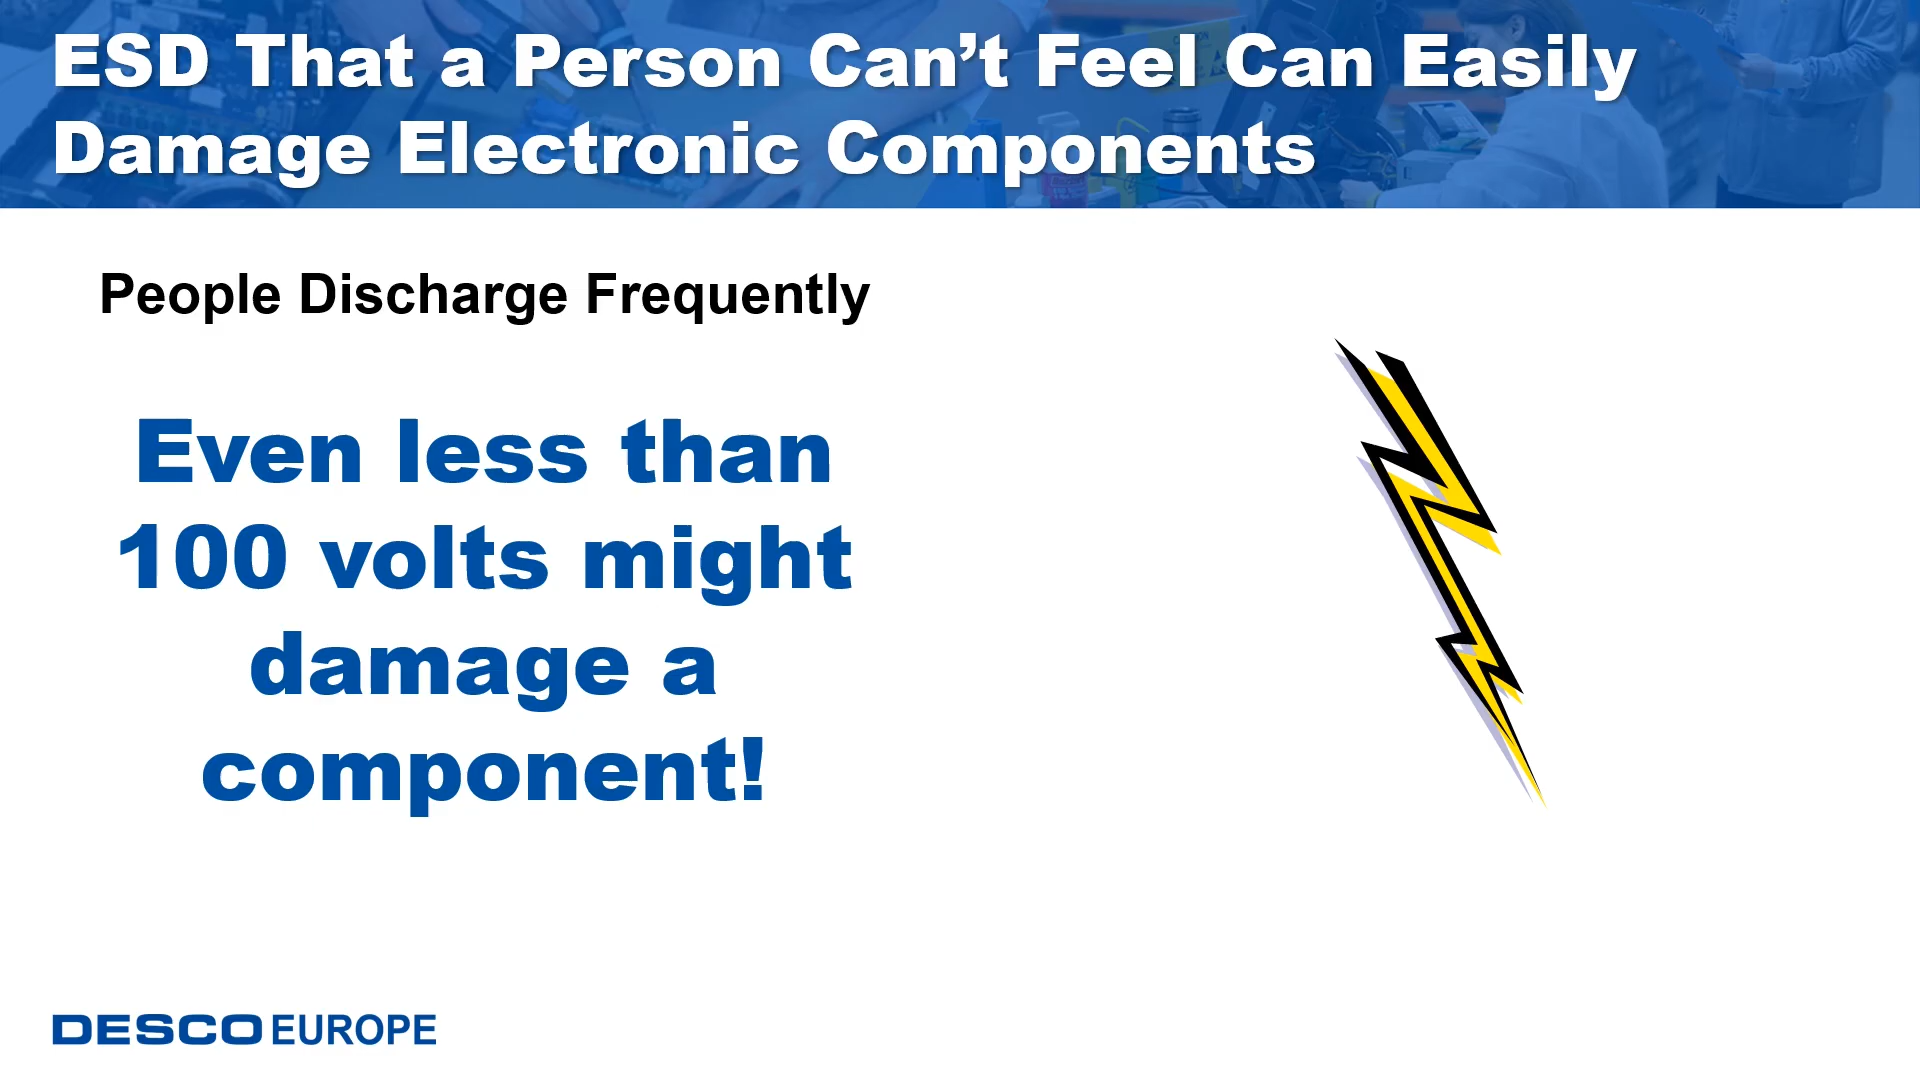 ESD That a Person Can’t Feel Can Easily
Damage Electronic Components
People Discharge Frequently
Even less than
100 volts might
damage a
component!
DESCO EUROPE